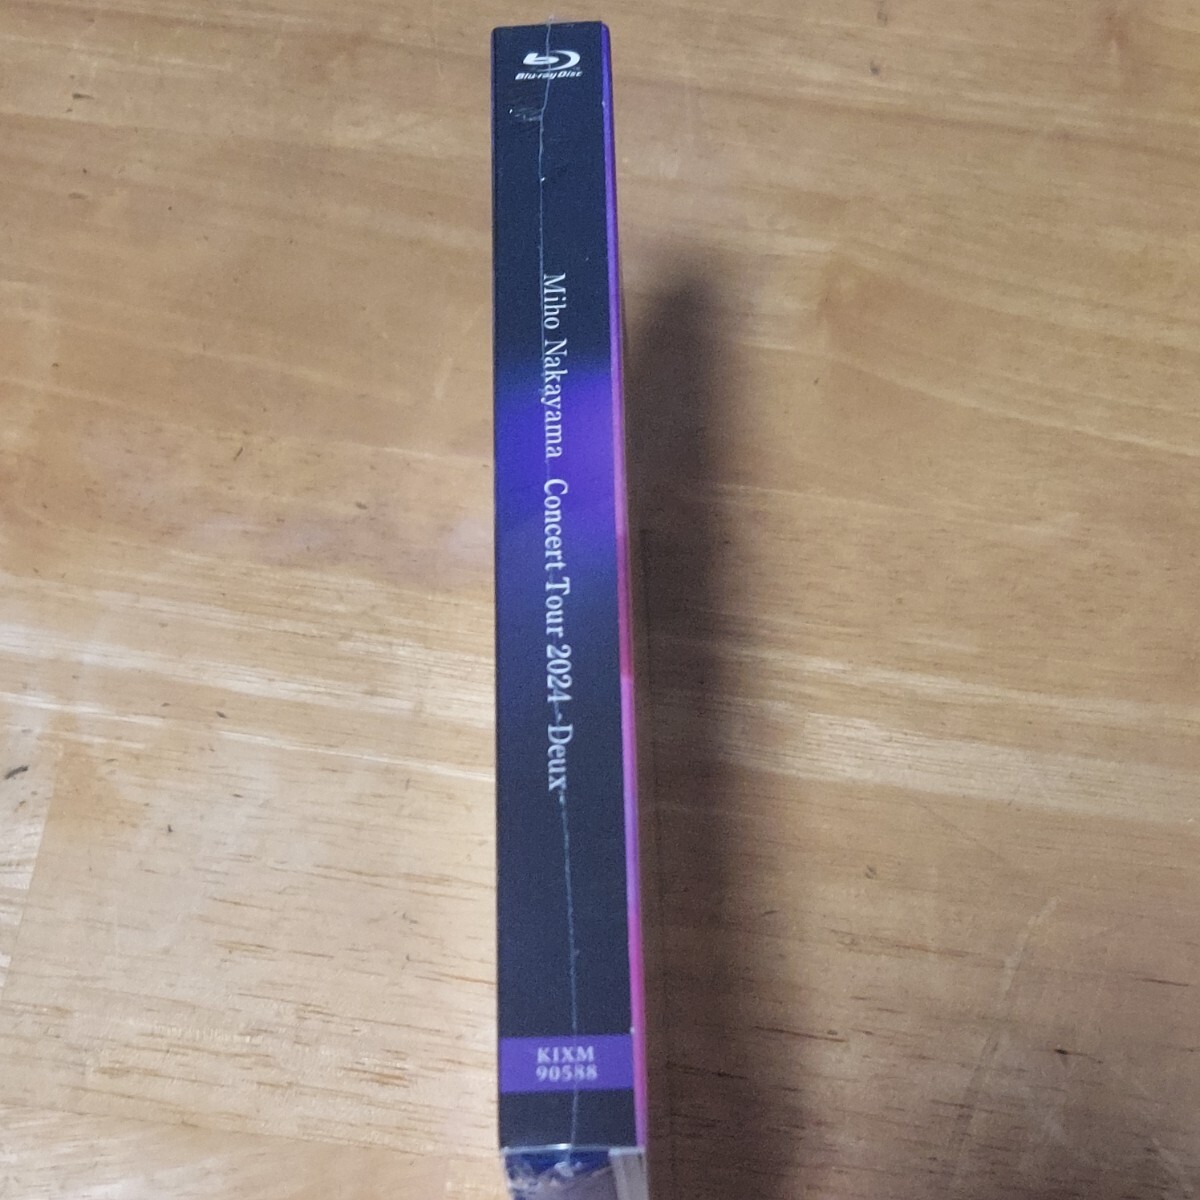 Blu-ray Disc
Miho Nakayama Concert Tour 2024 -Deux-
KIXM
90588